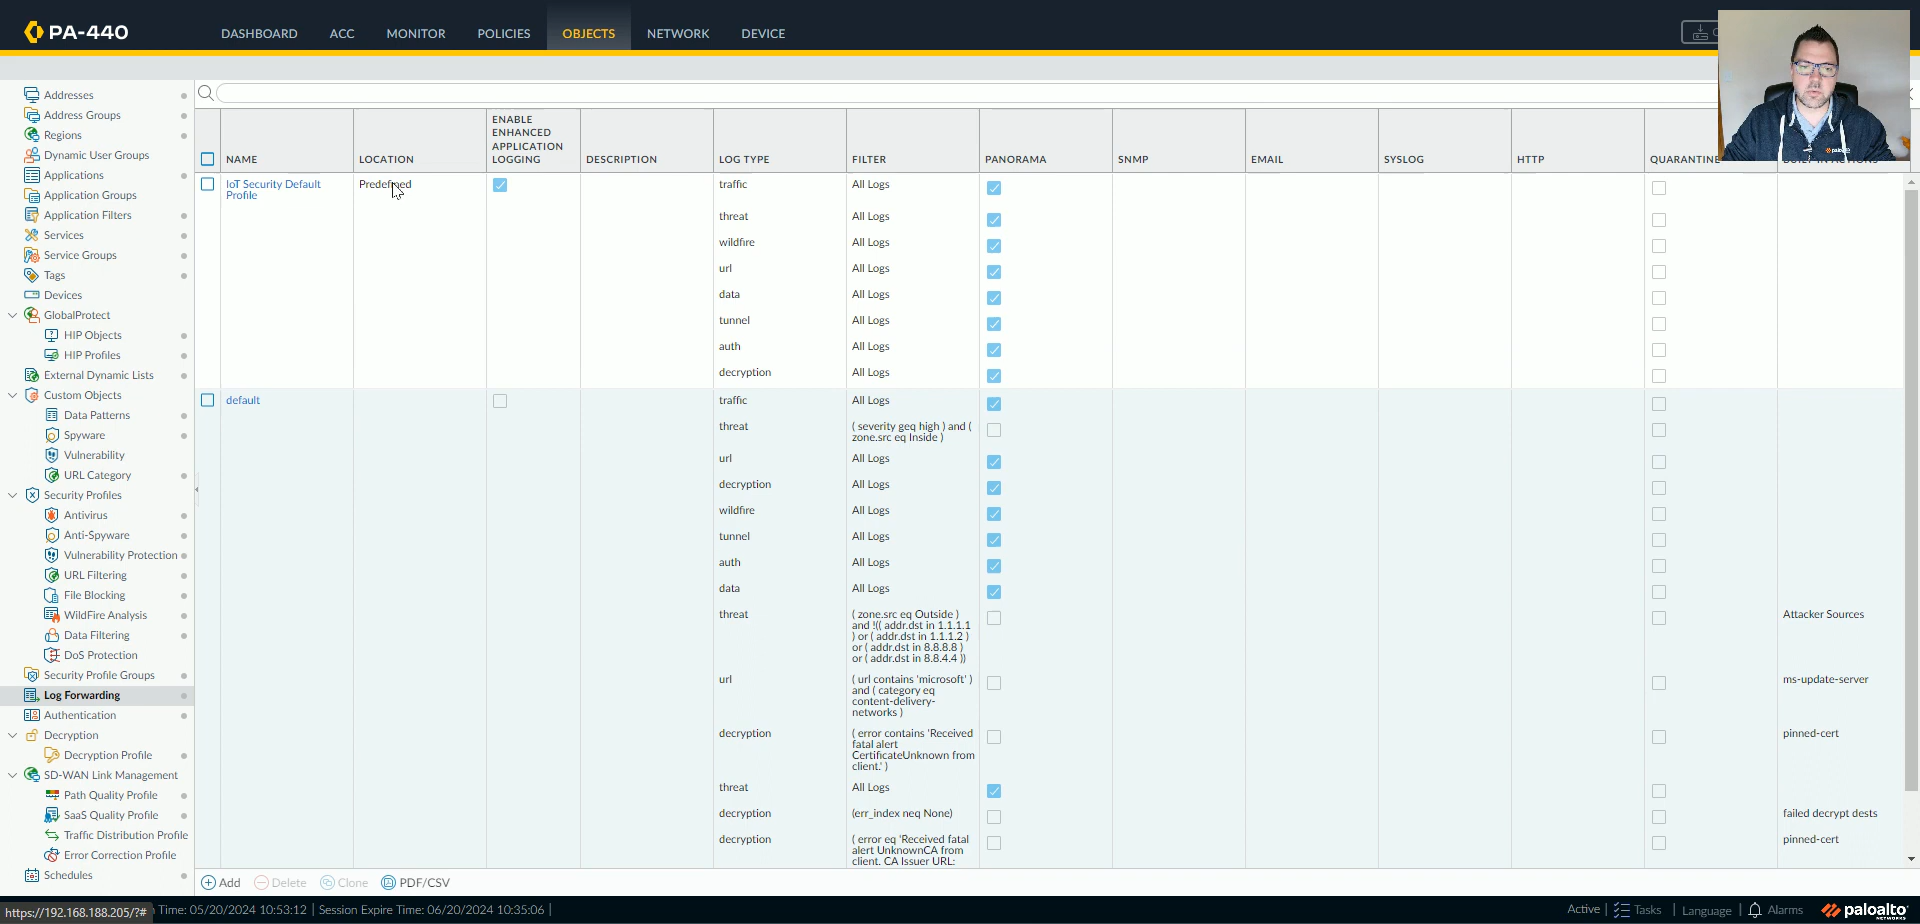 PA-440
DASHBOARD ACC MONITOR POLICIES OBJECTS NETWORK DEVICE
Addresses
Address Groups
Regions
Dynamic User Groups
Applications
Application Groups
Application Filters
Services
Service Groups
Tags
Devices
GlobalProtect
HIP Objects
HIP Profiles
External Dynamic Lists
Custom Objects
Data Patterns
Spyware
Vulnerability
URL Category
Security Profiles
Antivirus
Anti-Spyware
Vulnerability Protection
URL Filtering
File Blocking
WildFire Analysis
Data Filtering
DoS Protection
Security Profile Groups
Log Forwarding
Authentication
Decryption
Decryption Profile
SD-WAN Link Management
Path Quality Profile
SaaS Quality Profile
Traffic Distribution Profile
Error Correction Profile
Schedules
NAME LOCATION ENABLE
ENHANCED
APPLICATION
LOGGING DESCRIPTION LOG TYPE FILTER PANORAMA SNMP EMAIL SYSLOG HTTP QUARANTINE
IoT Security Default
Profile
Predefined
traffic All Logs
threat All Logs
wildfire All Logs
url All Logs
data All Logs
tunnel All Logs
auth All Logs
decryption All Logs
default
traffic All Logs
threat ( severity geq high ) and (
zone.src eq Inside )
url All Logs
decryption All Logs
wildfire All Logs
tunnel All Logs
auth All Logs
data All Logs
threat ( zone.src eq Outside ) Attacker Sources
and !(( addr.dst in 1.1.1.1
) or ( addr.dst in 1.1.1.2 )
or ( addr.dst in 8.8.8.8 )
or ( addr.dst in 8.8.4.4 ))
url ( url contains 'microsoft' ) ms-update-server
and ( category eq
content-delivery-
networks )
decryption ( error contains 'Received pinned-cert
fatal alert
CertificateUnknown from
client.' )
threat All Logs
decryption (err_index neq None) failed decrypt dests
decryption ( error eq 'Received fatal pinned-cert
alert UnknownCA from
client. CA Issuer URL:
Add Delete Clone PDF/CSV
https://192.168.188.205/?# Time: 05/20/2024 10:53:12 | Session Expire Time: 06/20/2024 10:35:06 |
Active | Tasks | Language | Alarms paloalto
NETWORKS
paloalto